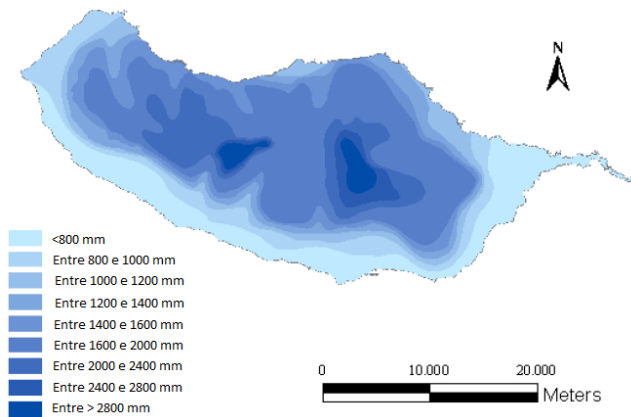 N
<800 mm
Entre 800 e 1000 mm
Entre 1000 e 1200 mm
Entre 1200 e 1400 mm
Entre 1400 e 1600 mm
Entre 1600 e 2000 mm
Entre 2000 e 2400 mm
Entre 2400 e 2800 mm
Entre > 2800 mm
0 10.000 20.000
Meters